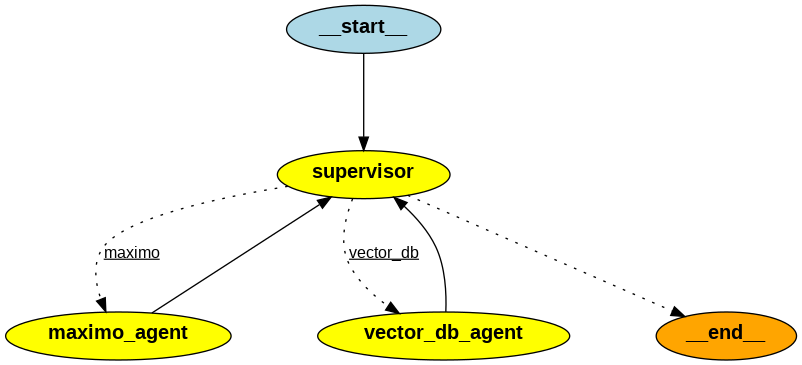 __start__
supervisor
maximo
vector_db
maximo_agent
vector_db_agent
__end__